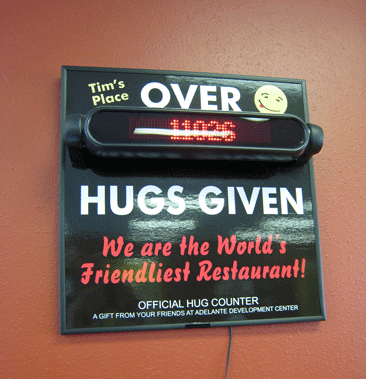 Tim's
Place
OVER
11026
HUGS GIVEN
We are the World's
Friendliest Restaurant!
OFFICIAL HUG COUNTER
A GIFT FROM YOUR FRIENDS AT ADELANTE DEVELOPMENT CENTER